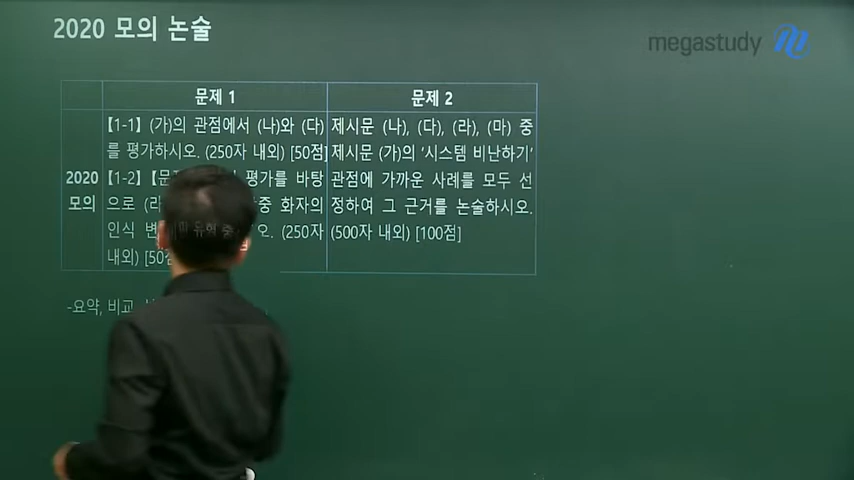 2020 모의 논술
megastudy
문제 1
문제 2
【1-1】 (가)의 관점에서 (나)와 (다)
를 평가하시오. (250자 내외) [50점]
2020
모의
【1-2】 【문 평가를 바탕
으로 (라 중 화자의
인식 변 오. (250자
내외) [50점
제시문 (나), (다), (라), (마) 중
제시문 (가)의 ‘시스템 비난하기’
관점에 가까운 사례를 모두 선
정하여 그 근거를 논술하시오.
(500자 내외) [100점]
-요약, 비교,